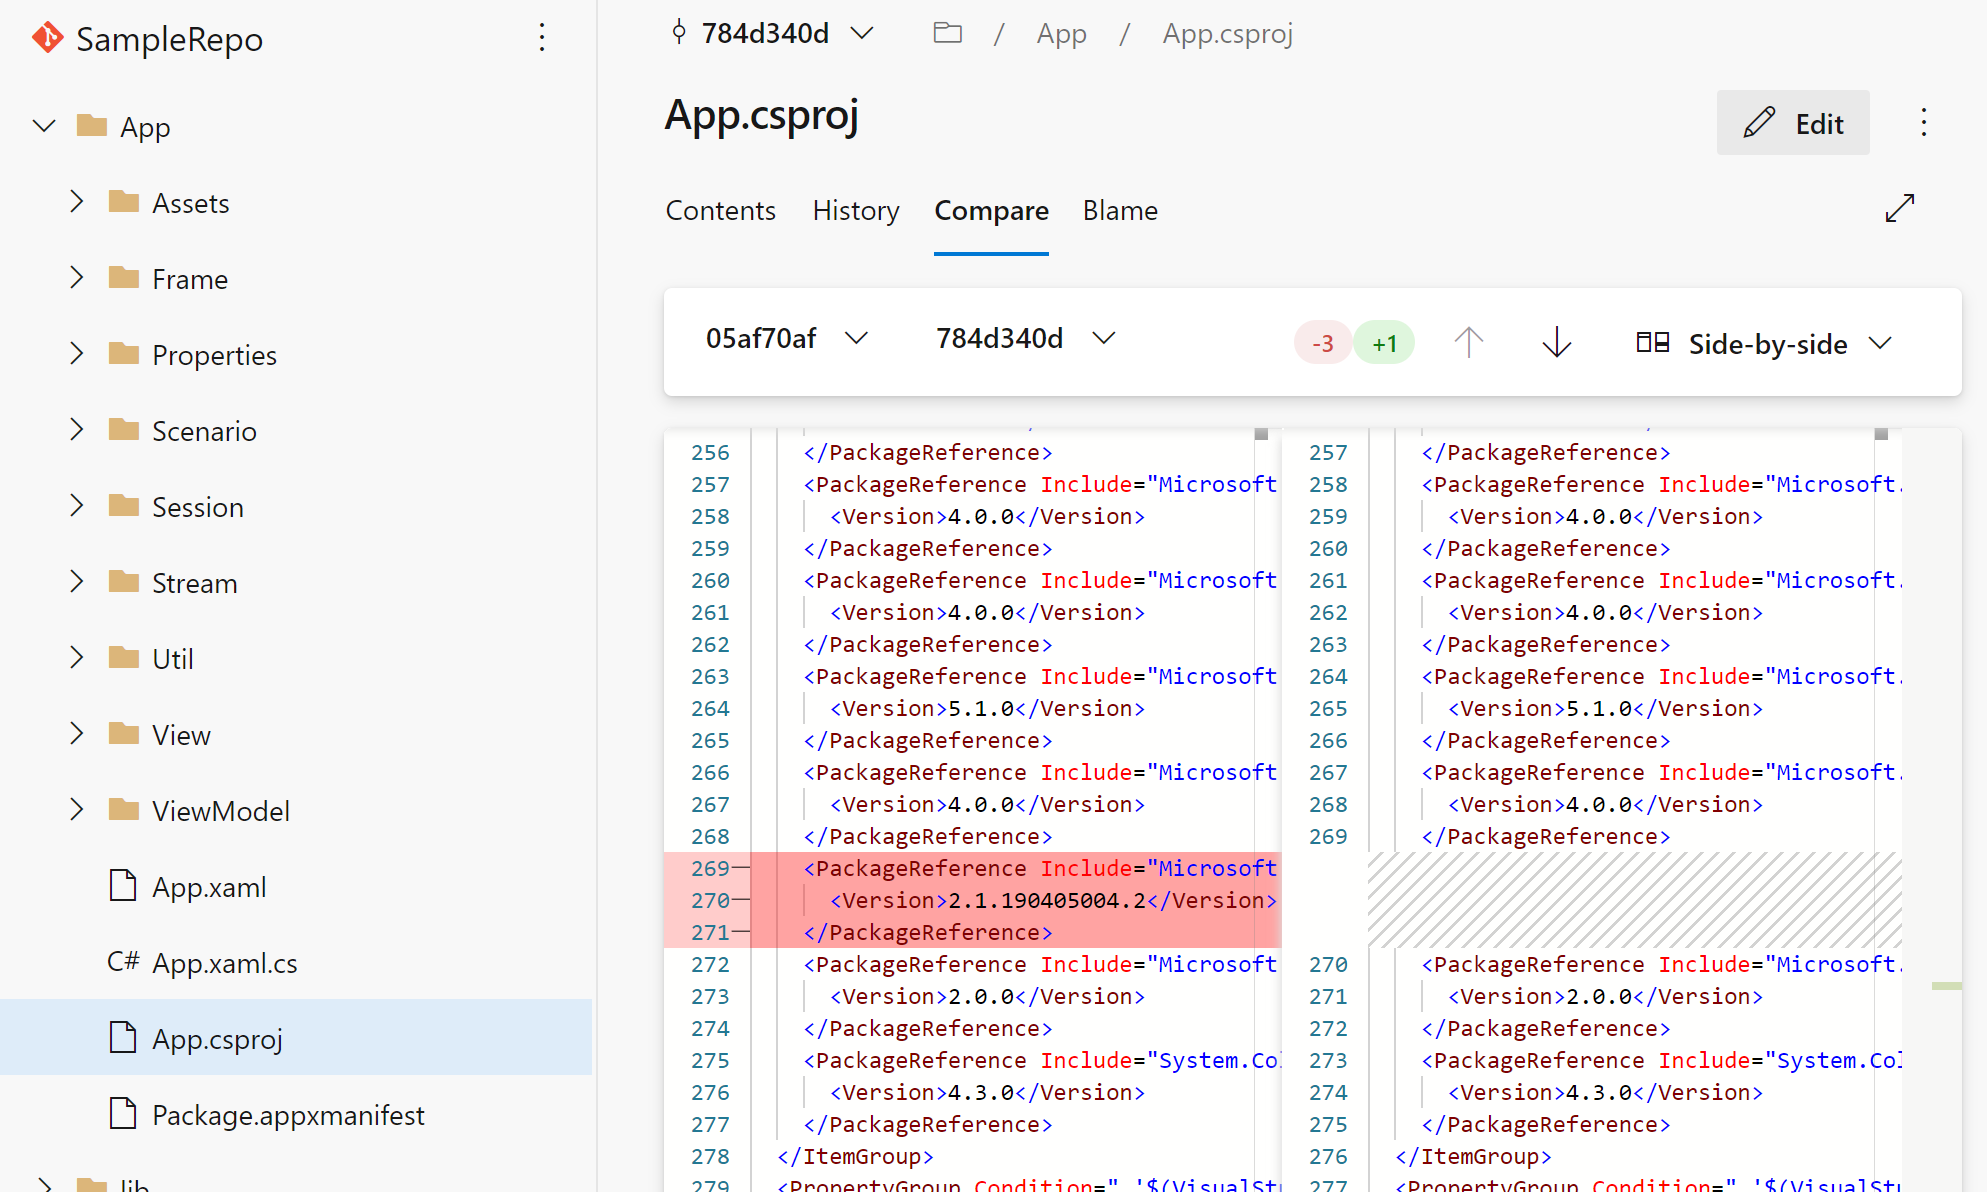 SampleRepo
App
Assets
Frame
Properties
Scenario
Session
Stream
Util
View
ViewModel
App.xaml
C# App.xaml.cs
App.csproj
Package.appxmanifest
lib
784d340d / App / App.csproj
App.csproj
Edit
Contents History Compare Blame
05af70af 784d340d -3 +1 Side-by-side
256 </PackageReference>
257 <PackageReference Include="Microsoft
258 <Version>4.0.0</Version>
259 </PackageReference>
260 <PackageReference Include="Microsoft
261 <Version>4.0.0</Version>
262 </PackageReference>
263 <PackageReference Include="Microsoft
264 <Version>5.1.0</Version>
265 </PackageReference>
266 <PackageReference Include="Microsoft
267 <Version>4.0.0</Version>
268 </PackageReference>
269— <PackageReference Include="Microsoft
270— <Version>2.1.190405004.2</Version>
271— </PackageReference>
272 <PackageReference Include="Microsoft
273 <Version>2.0.0</Version>
274 </PackageReference>
275 <PackageReference Include="System.Col
276 <Version>4.3.0</Version>
277 </PackageReference>
278 </ItemGroup>
279 <PropertyGroup Condition=" '$(VisualStu
257 </PackageReference>
258 <PackageReference Include="Microsoft.
259 <Version>4.0.0</Version>
260 </PackageReference>
261 <PackageReference Include="Microsoft.
262 <Version>4.0.0</Version>
263 </PackageReference>
264 <PackageReference Include="Microsoft.
265 <Version>5.1.0</Version>
266 </PackageReference>
267 <PackageReference Include="Microsoft.
268 <Version>4.0.0</Version>
269 </PackageReference>
270 <PackageReference Include="Microsoft.
271 <Version>2.0.0</Version>
272 </PackageReference>
273 <PackageReference Include="System.Col
274 <Version>4.3.0</Version>
275 </PackageReference>
276 </ItemGroup>
277 <PropertyGroup Condition=" '$(VisualStu